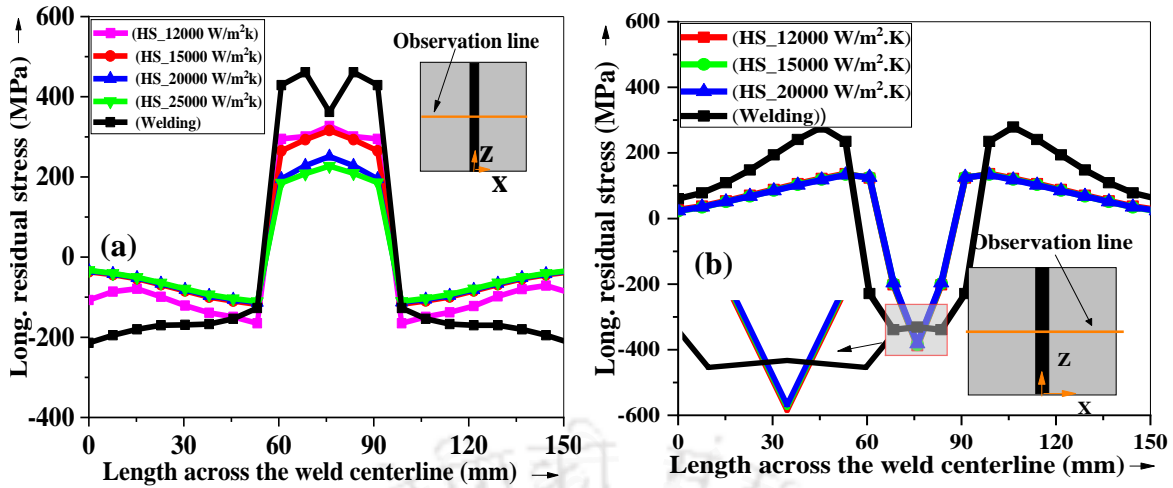 Long. residual stress (MPa)
600
400
200
0
-200
-400
(HS_12000 W/m²k)
(HS_15000 W/m²k)
(HS_20000 W/m²k)
(HS_25000 W/m²k)
(Welding)
Observation line
Z
X
(a)
0 30 60 90 120 150
Length across the weld centerline (mm)
Long. residual stress (MPa)
600
400
200
0
-200
-400
-600
(HS_12000 W/m².K)
(HS_15000 W/m².K)
(HS_20000 W/m².K)
(Welding))
(b)
Observation line
Z
X
0 30 60 90 120 150
Length across the weld centerline (mm)